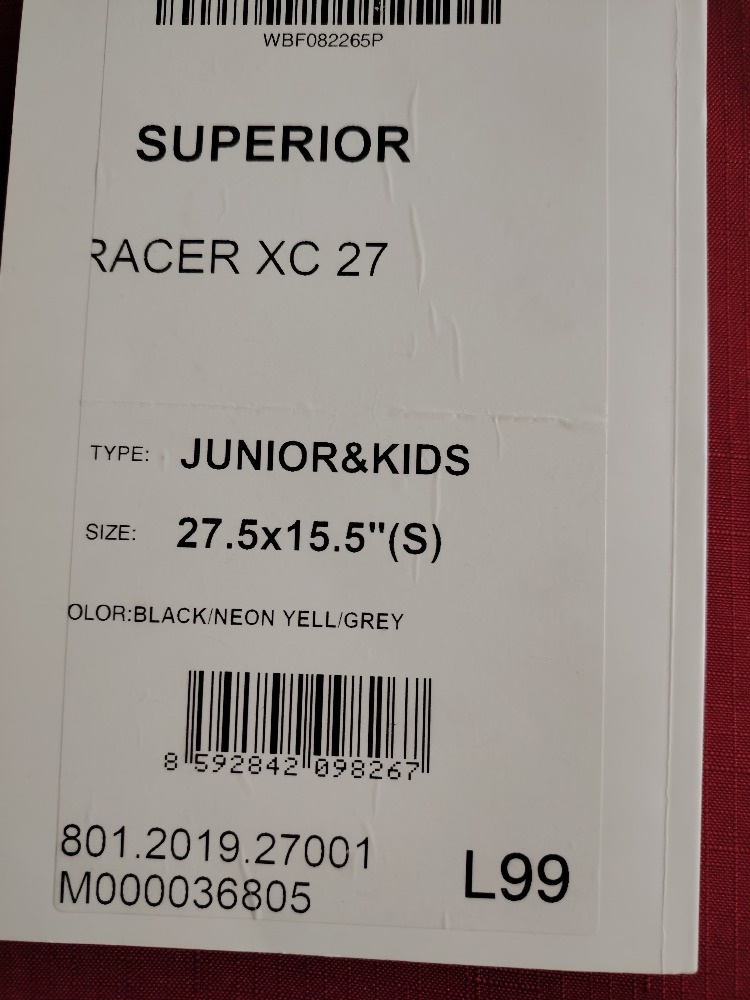 WBF082265P
SUPERIOR
RACER XC 27
TYPE: JUNIOR&KIDS
SIZE: 27.5x15.5"(S)
OLOR:BLACK/NEON YELL/GREY
8 592842 098267
801.2019.27001
M000036805
L99